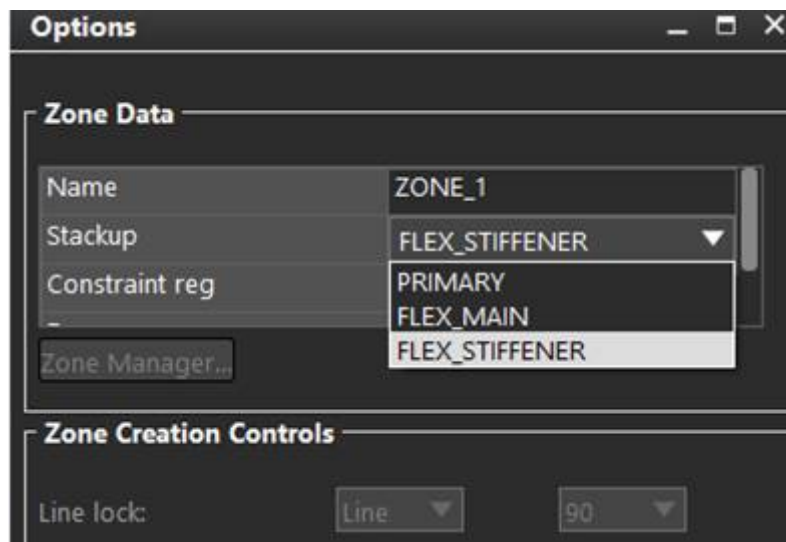 Options
Zone Data
Name ZONE_1
Stackup FLEX_STIFFENER
Constraint reg PRIMARY
FLEX_MAIN
FLEX_STIFFENER
Zone Manager...
Zone Creation Controls
Line lock: Line 90